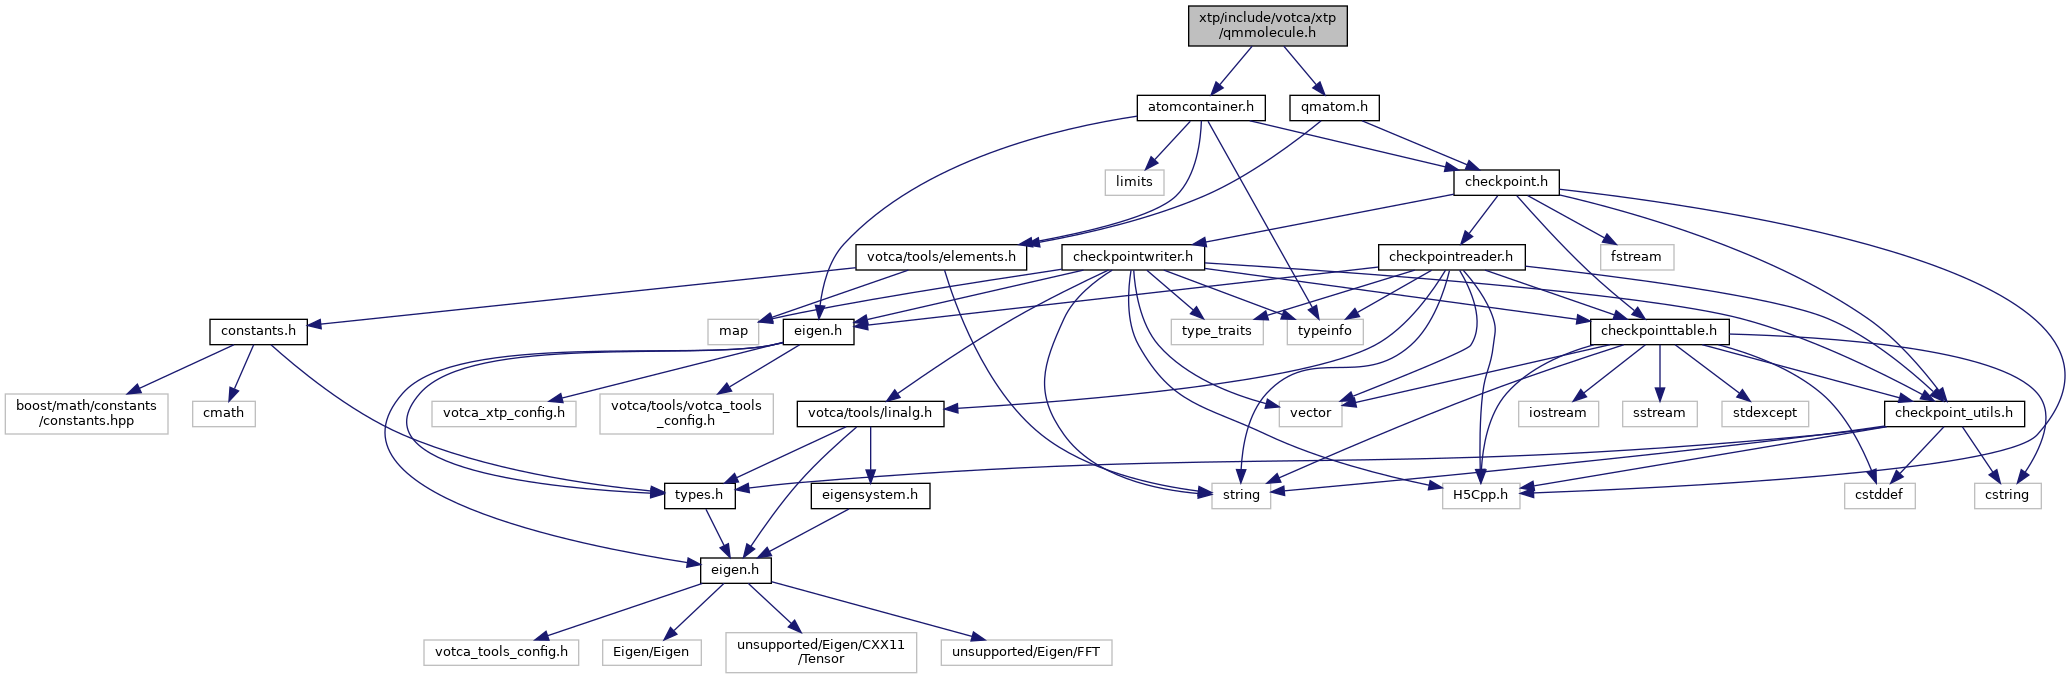 xtp/include/votca/xtp
/qmmolecule.h
atomcontainer.h
qmatom.h
limits
checkpoint.h
votca/tools/elements.h
checkpointwriter.h
checkpointreader.h
fstream
constants.h
map
eigen.h
type_traits
typeinfo
checkpointtable.h
boost/math/constants
/constants.hpp
cmath
votca_xtp_config.h
votca/tools/votca_tools
_config.h
votca/tools/linalg.h
vector
iostream
sstream
stdexcept
checkpoint_utils.h
types.h
eigensystem.h
string
H5Cpp.h
cstddef
cstring
eigen.h
votca_tools_config.h
Eigen/Eigen
unsupported/Eigen/CXX11
/Tensor
unsupported/Eigen/FFT